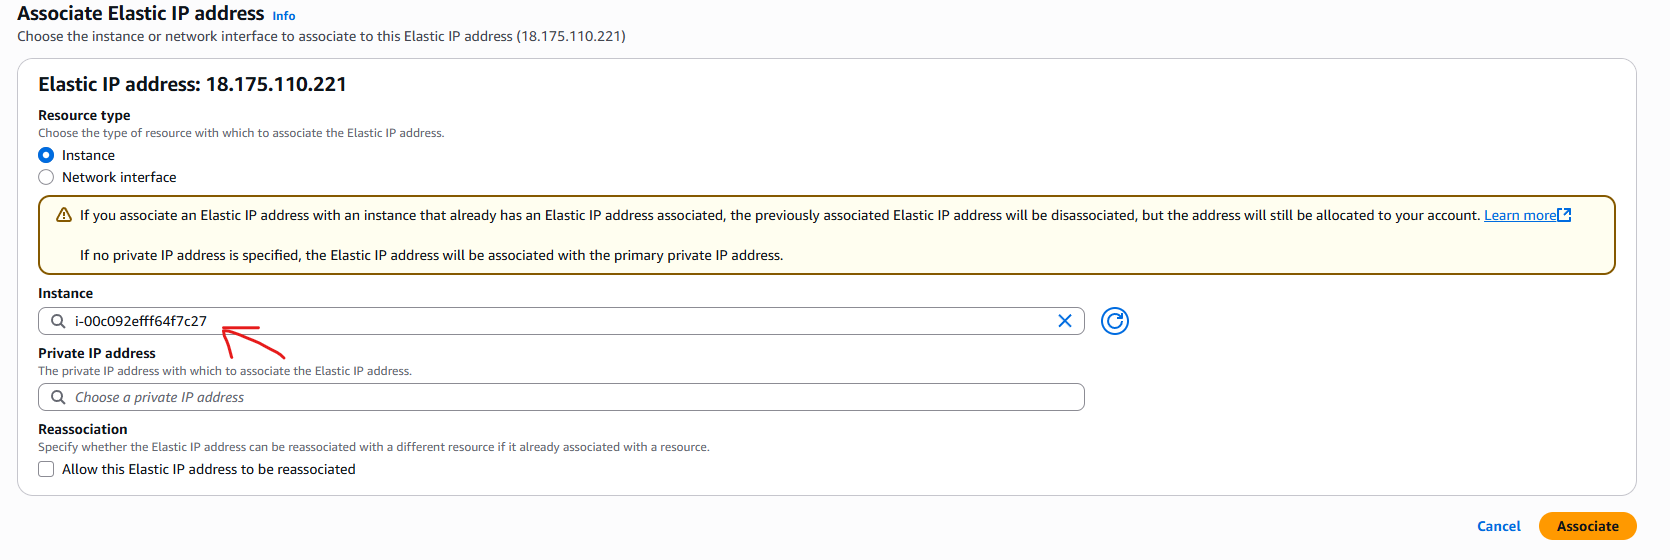 Associate Elastic IP address Info
Choose the instance or network interface to associate to this Elastic IP address (18.175.110.221)
Elastic IP address: 18.175.110.221
Resource type
Choose the type of resource with which to associate the Elastic IP address.
Instance
Network interface
If you associate an Elastic IP address with an instance that already has an Elastic IP address associated, the previously associated Elastic IP address will be disassociated, but the address will still be allocated to your account. Learn more
If no private IP address is specified, the Elastic IP address will be associated with the primary private IP address.
Instance
i-00c092efff64f7c27
Private IP address
The private IP address with which to associate the Elastic IP address.
Choose a private IP address
Reassociation
Specify whether the Elastic IP address can be reassociated with a different resource if it already associated with a resource.
Allow this Elastic IP address to be reassociated
Cancel Associate